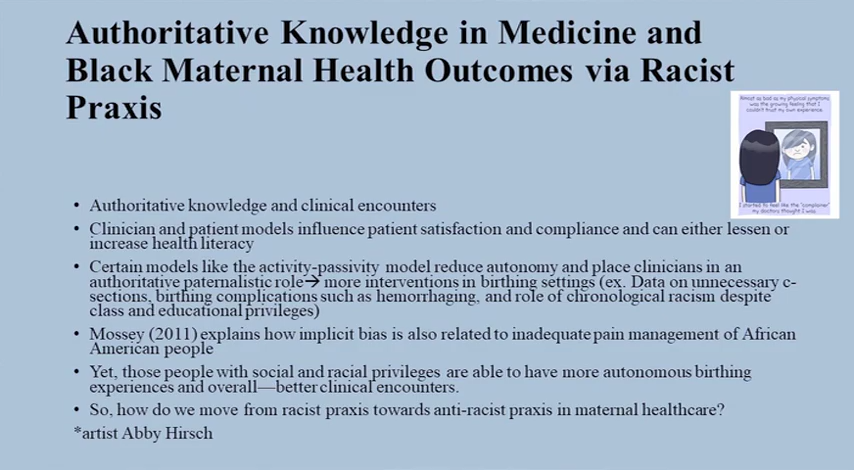 Authoritative Knowledge in Medicine and
Black Maternal Health Outcomes via Racist
Praxis
Almost as bad as my physical symptoms
was the growing feeling that I
couldn't trust my own experience.
I started to feel like the "complainer"
my doctors thought I was.
• Authoritative knowledge and clinical encounters
• Clinician and patient models influence patient satisfaction and compliance and can either lessen or
increase health literacy
• Certain models like the activity-passivity model reduce autonomy and place clinicians in an
authoritative paternalistic role→ more interventions in birthing settings (ex. Data on unnecessary c-
sections, birthing complications such as hemorrhaging, and role of chronological racism despite
class and educational privileges)
• Mossey (2011) explains how implicit bias is also related to inadequate pain management of African
American people
• Yet, those people with social and racial privileges are able to have more autonomous birthing
experiences and overall—better clinical encounters.
• So, how do we move from racist praxis towards anti-racist praxis in maternal healthcare?
*artist Abby Hirsch